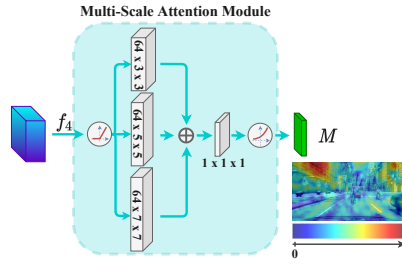 Multi-Scale Attention Module
64 x 3 x 3
f4
64 x 5 x 5
M
1 x 1 x 1
64 x 7 x 7
0